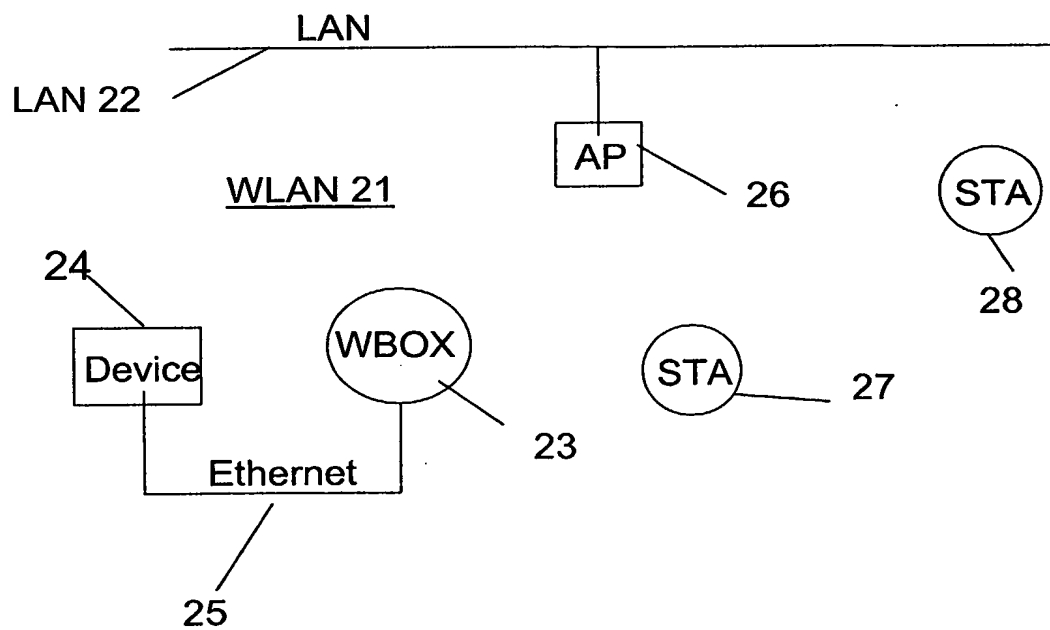 LAN
LAN 22
AP
WLAN 21
26
STA
28
24
Device
WBOX
STA
27
23
Ethernet
25